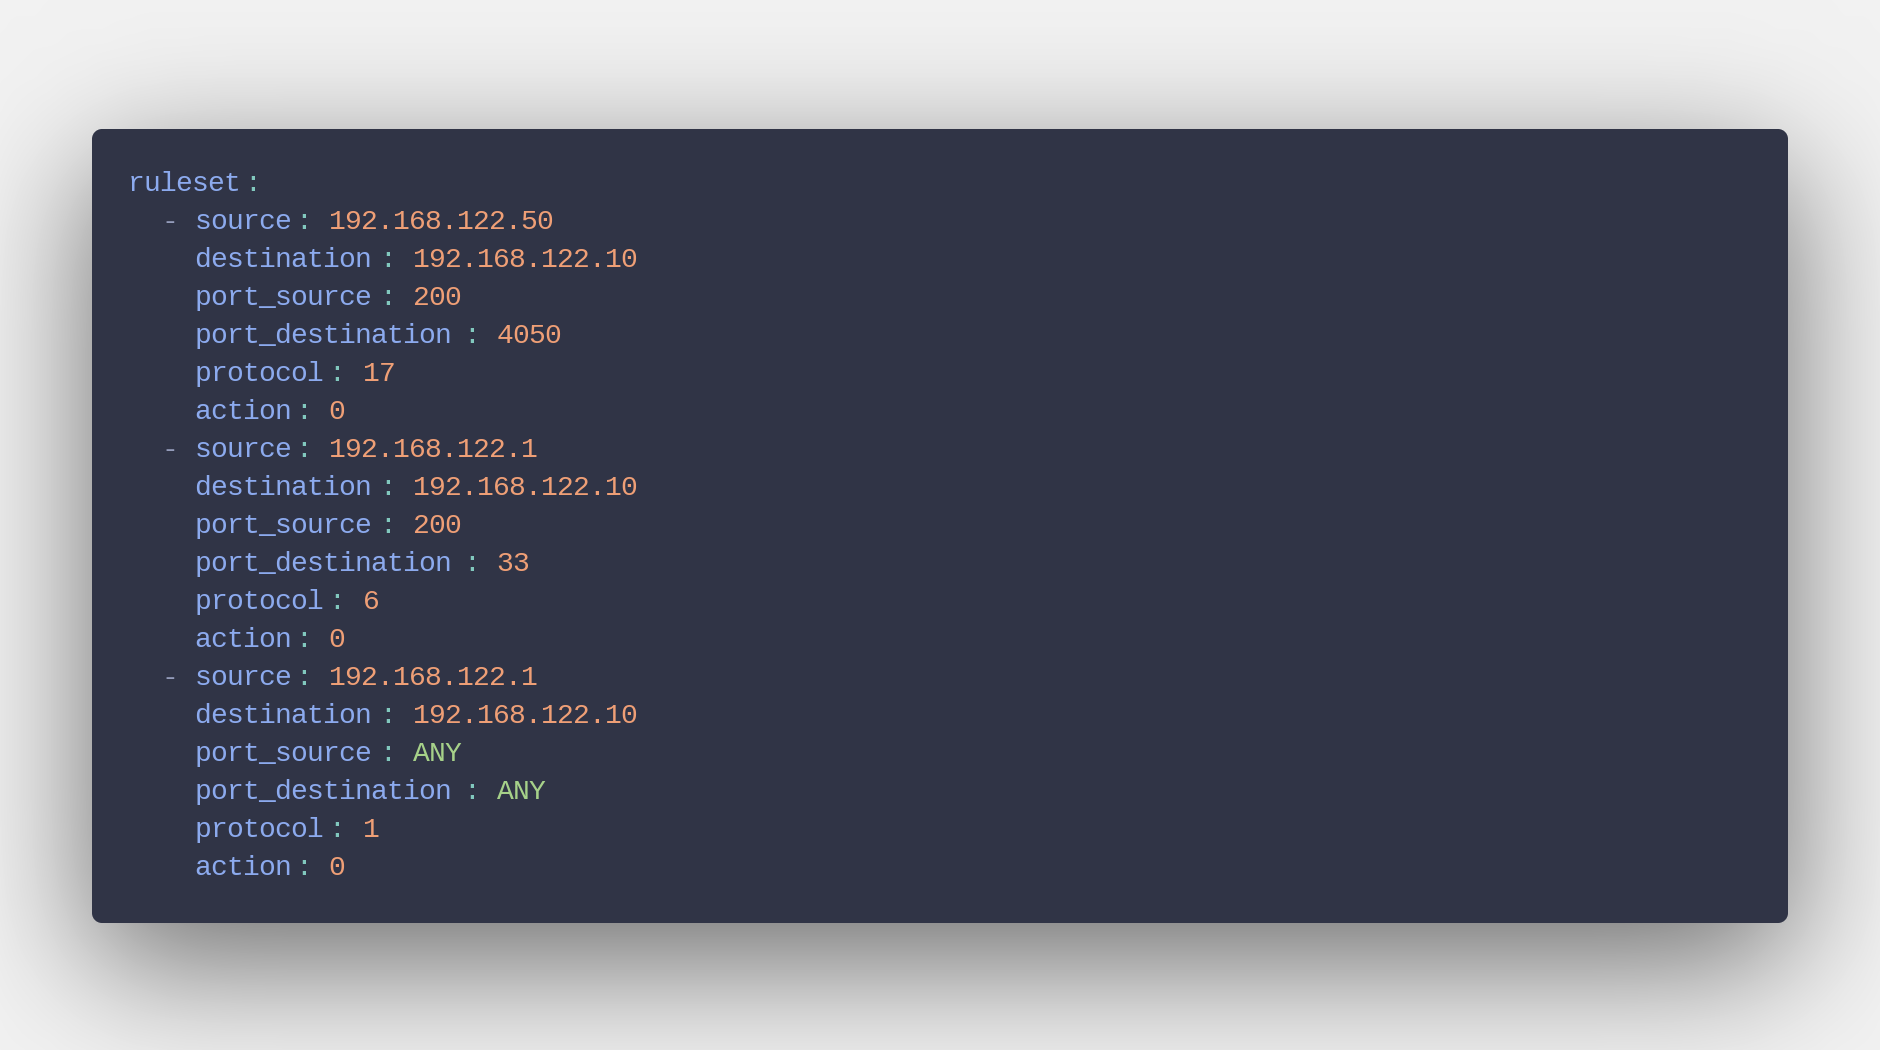 ruleset:
- source: 192.168.122.50
destination: 192.168.122.10
port_source: 200
port_destination: 4050
protocol: 17
action: 0
- source: 192.168.122.1
destination: 192.168.122.10
port_source: 200
port_destination: 33
protocol: 6
action: 0
- source: 192.168.122.1
destination: 192.168.122.10
port_source: ANY
port_destination: ANY
protocol: 1
action: 0